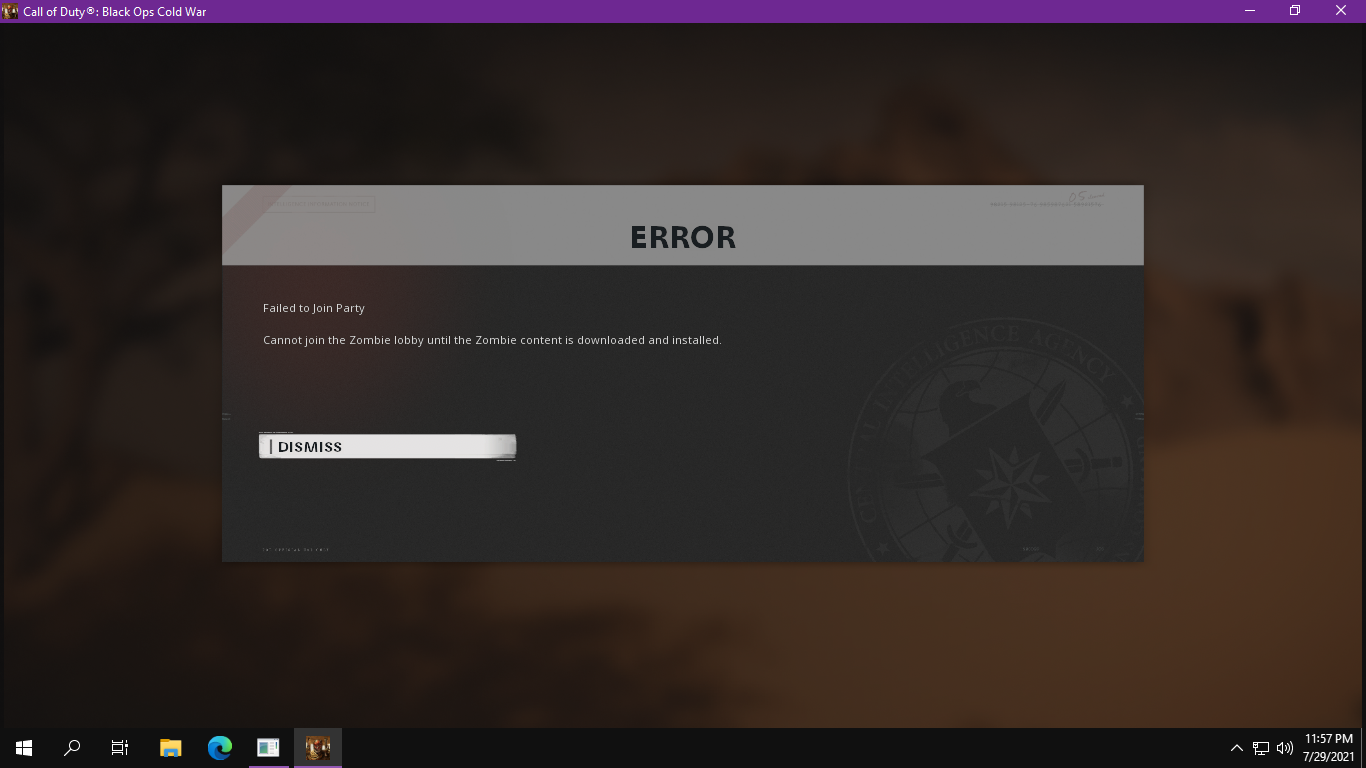 Call of Duty®: Black Ops Cold War
ERROR
Failed to Join Party
Cannot join the Zombie lobby until the Zombie content is downloaded and installed.
DISMISS
CENTRAL INTELLIGENCE AGENCY
11:57 PM
7/29/2021